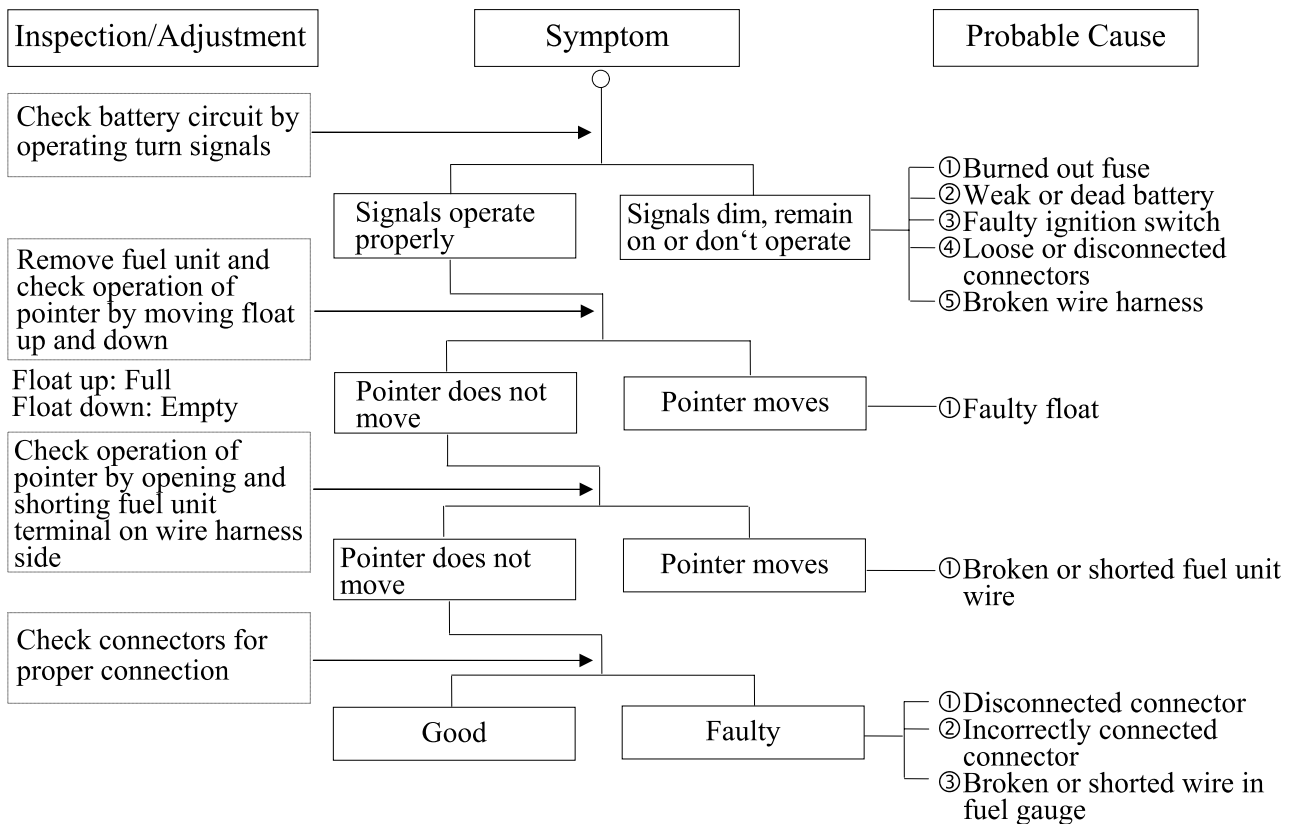 Inspection/Adjustment
Symptom
Probable Cause
Check battery circuit by
operating turn signals
Signals operate
properly
Signals dim, remain
on or don‘t operate
①Burned out fuse
②Weak or dead battery
③Faulty ignition switch
④Loose or disconnected
connectors
⑤Broken wire harness
Remove fuel unit and
check operation of
pointer by moving float
up and down
Float up: Full
Float down: Empty
Pointer does not
move
Pointer moves
①Faulty float
Check operation of
pointer by opening and
shorting fuel unit
terminal on wire harness
side
Pointer does not
move
Pointer moves
①Broken or shorted fuel unit
wire
Check connectors for
proper connection
Good
Faulty
①Disconnected connector
②Incorrectly connected
connector
③Broken or shorted wire in
fuel gauge